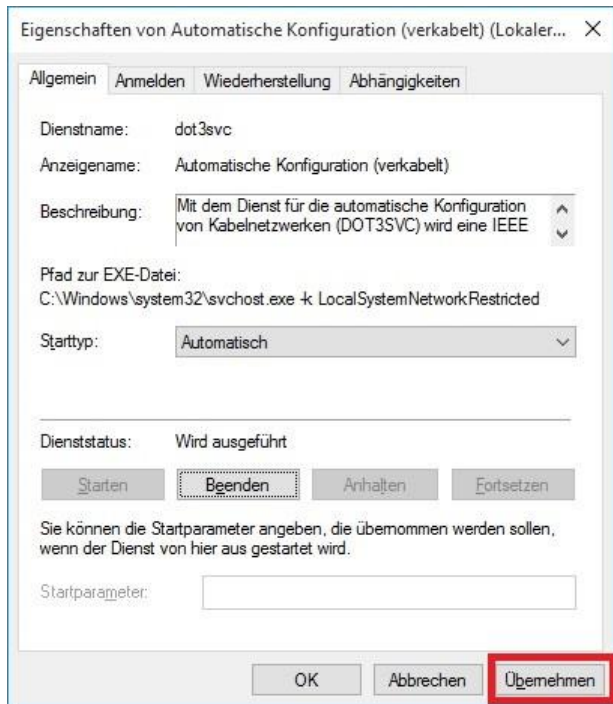 Eigenschaften von Automatische Konfiguration (verkabelt) (Lokaler...
Allgemein Anmelden Wiederherstellung Abhängigkeiten
Dienstname: dot3svc
Anzeigename: Automatische Konfiguration (verkabelt)
Beschreibung: Mit dem Dienst für die automatische Konfiguration
von Kabelnetzwerken (DOT3SVC) wird eine IEEE
Pfad zur EXE-Datei:
C:\Windows\system32\svchost.exe -k LocalSystemNetworkRestricted
Starttyp: Automatisch
Dienststatus: Wird ausgeführt
Starten Beenden Anhalten Fortsetzen
Sie können die Startparameter angeben, die übernommen werden sollen,
wenn der Dienst von hier aus gestartet wird.
Startparameter:
OK Abbrechen Übernehmen